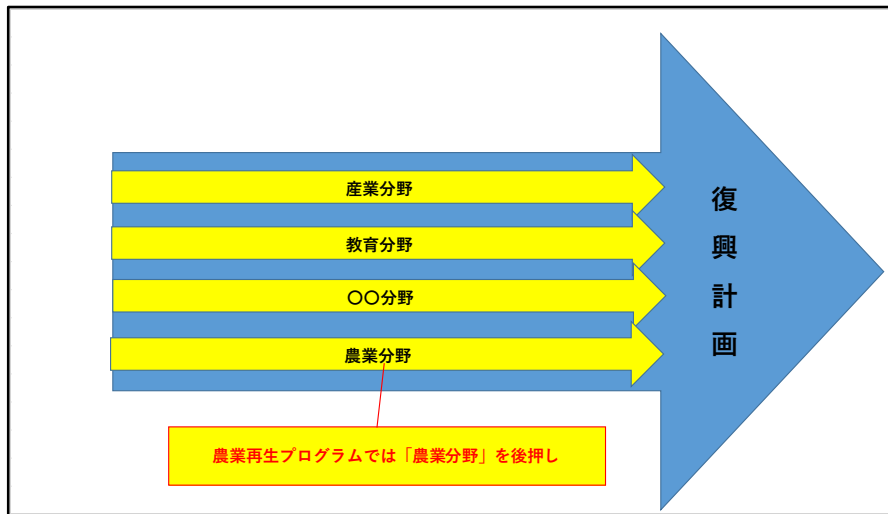 産業分野
教育分野
〇〇分野
農業分野
復興計画
農業再生プログラムでは「農業分野」を後押し